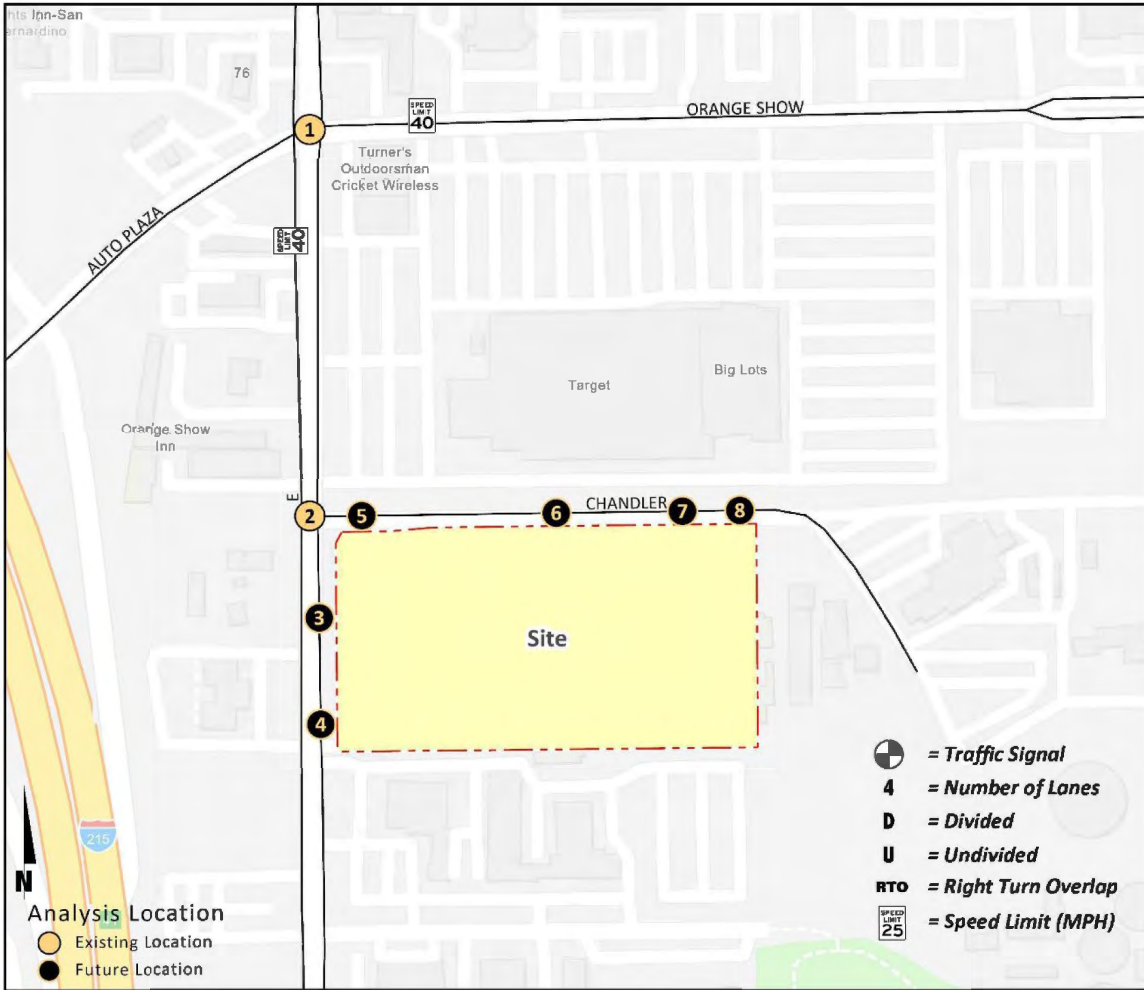 hts Inn-San
ernardino
76
SPEED
LIMIT
40
ORANGE SHOW
1
Turner's
Outdoorsman
Cricket Wireless
AUTO PLAZA
SPEED
LIMIT
40
Target
Big Lots
Orange Show
Inn
E
2
5
6
CHANDLER
7
8
3
Site
4
= Traffic Signal
4 = Number of Lanes
D = Divided
U = Undivided
RTO = Right Turn Overlap
SPEED
LIMIT
25
= Speed Limit (MPH)
215
N
Analysis Location
Existing Location
Future Location